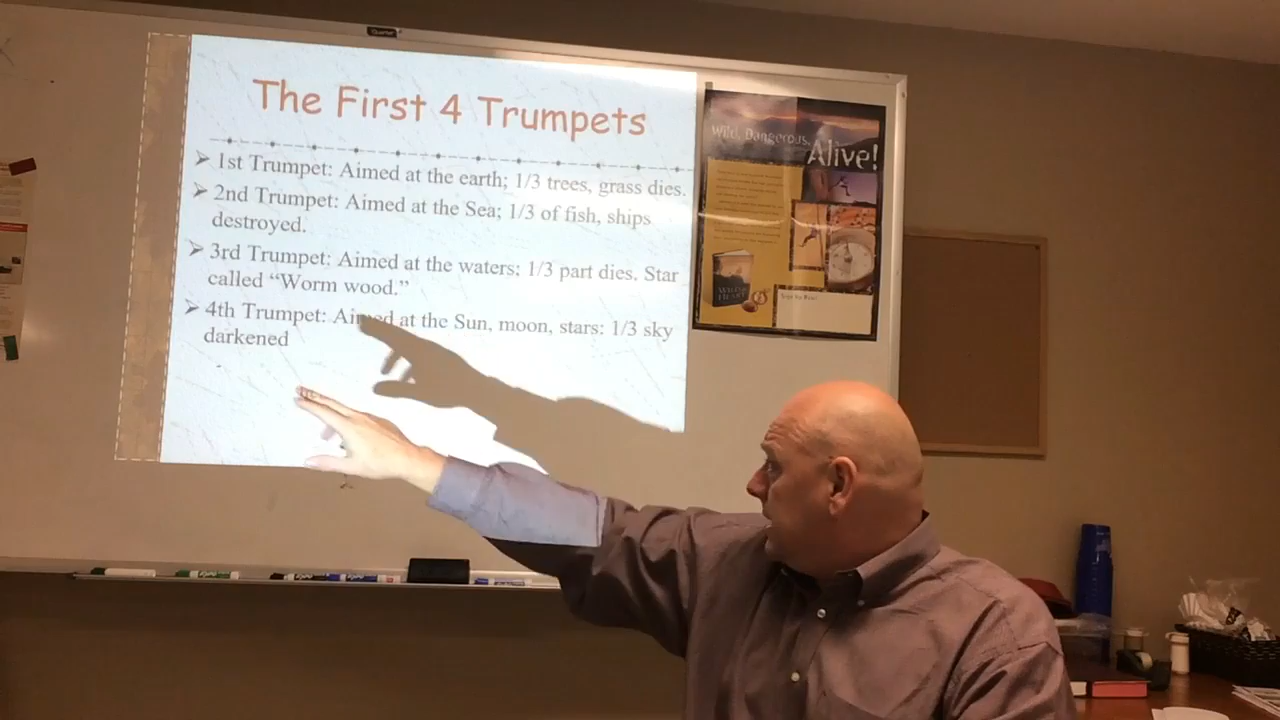 The First 4 Trumpets
1st Trumpet: Aimed at the earth; 1/3 trees, grass dies.
2nd Trumpet: Aimed at the Sea; 1/3 of fish, ships
destroyed.
3rd Trumpet: Aimed at the waters; 1/3 part dies. Star
called “Worm wood.”
4th Trumpet: Aimed at the Sun, moon, stars: 1/3 sky
darkened
Wild, Dangerous,
Alive!